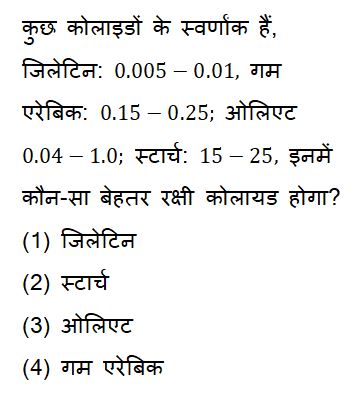 कुछ कोलाइडों के स्वर्णांक हैं,
जिलेटिन: 0.005 – 0.01, गम
एरेबिक: 0.15 – 0.25; ओलिएट
0.04 – 1.0; स्टार्च: 15 – 25, इनमें
कौन-सा बेहतर रक्षी कोलायड होगा?
(1) जिलेटिन
(2) स्टार्च
(3) ओलिएट
(4) गम एरेबिक